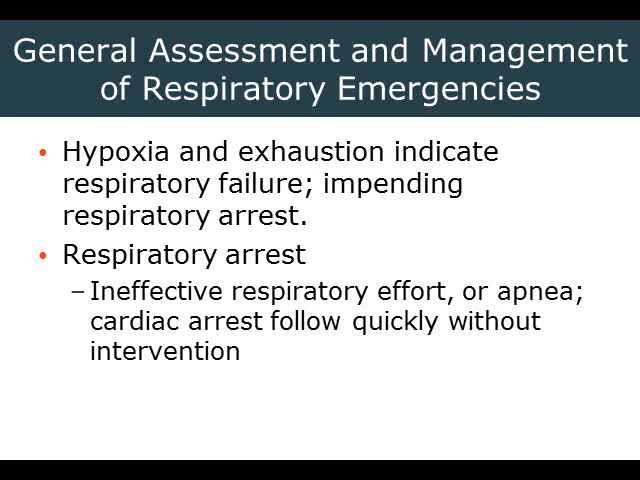 General Assessment and Management
of Respiratory Emergencies
• Hypoxia and exhaustion indicate
respiratory failure; impending
respiratory arrest.
• Respiratory arrest
– Ineffective respiratory effort, or apnea;
cardiac arrest follow quickly without
intervention